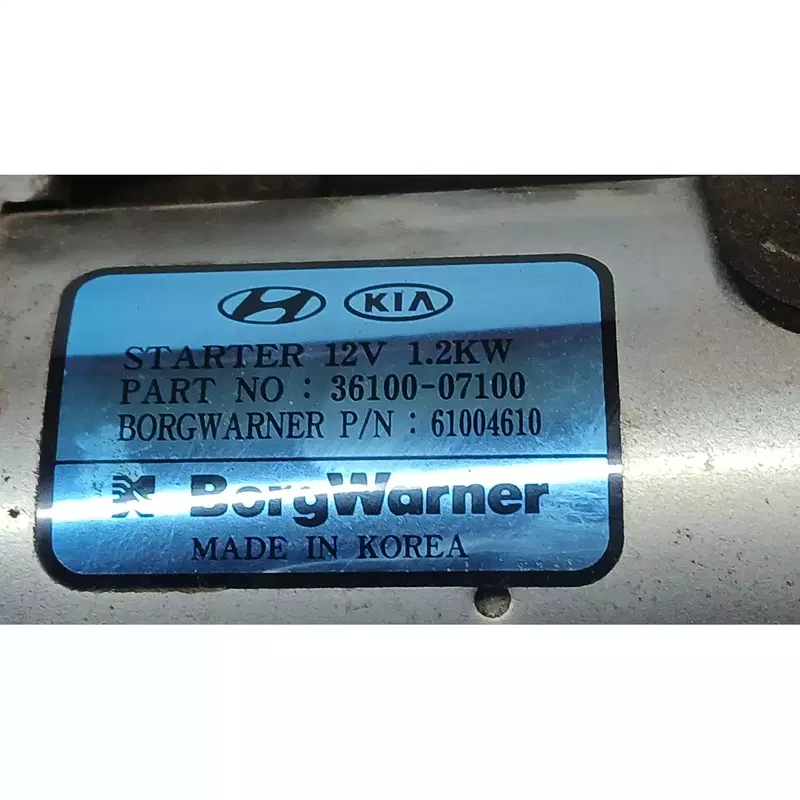 KIA
STARTER 12V 1.2KW
PART NO : 36100-07100
BORGWARNER P/N : 61004610
BorgWarner
MADE IN KOREA